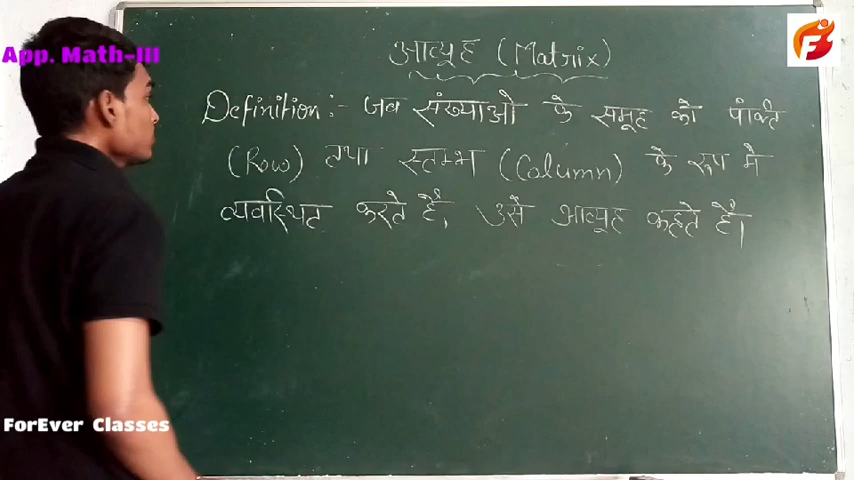 App. Math-III
आव्यूह (Matrix)
Definition:- जब संख्याओ के समूह को पंक्ति
(Row) तथा स्तम्भ (Column) के रूप मे
व्यवस्थित करते है, उसे आव्यूह कहते है।
ForEver Classes